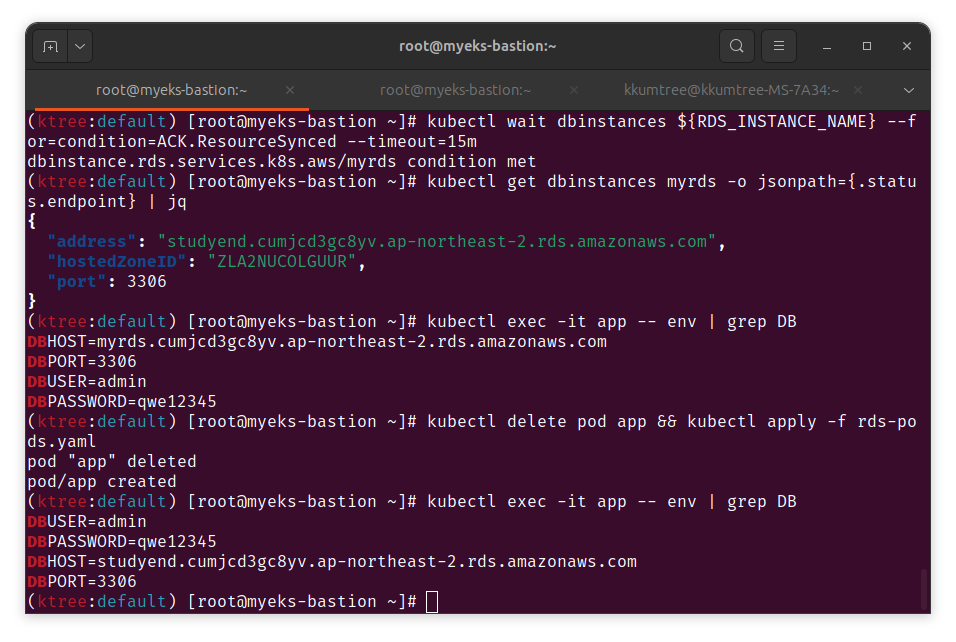 root@myeks-bastion:~
root@myeks-bastion:~
root@myeks-bastion:~
kkumtree@kkumtree-MS-7A34:~
(ktree:default) [root@myeks-bastion ~]# kubectl wait dbinstances ${RDS_INSTANCE_NAME} --f
or=condition=ACK.ResourceSynced --timeout=15m
dbinstance.rds.services.k8s.aws/myrds condition met
(ktree:default) [root@myeks-bastion ~]# kubectl get dbinstances myrds -o jsonpath={.statu
s.endpoint} | jq
{
  "address": "studyend.cumjcd3gc8yv.ap-northeast-2.rds.amazonaws.com",
  "hostedZoneID": "ZLA2NUCOLGUUR",
  "port": 3306
}
(ktree:default) [root@myeks-bastion ~]# kubectl exec -it app -- env | grep DB
DBHOST=myrds.cumjcd3gc8yv.ap-northeast-2.rds.amazonaws.com
DBPORT=3306
DBUSER=admin
DBPASSWORD=qwe12345
(ktree:default) [root@myeks-bastion ~]# kubectl delete pod app && kubectl apply -f rds-po
ds.yaml
pod "app" deleted
pod/app created
(ktree:default) [root@myeks-bastion ~]# kubectl exec -it app -- env | grep DB
DBUSER=admin
DBPASSWORD=qwe12345
DBHOST=studyend.cumjcd3gc8yv.ap-northeast-2.rds.amazonaws.com
DBPORT=3306
(ktree:default) [root@myeks-bastion ~]#